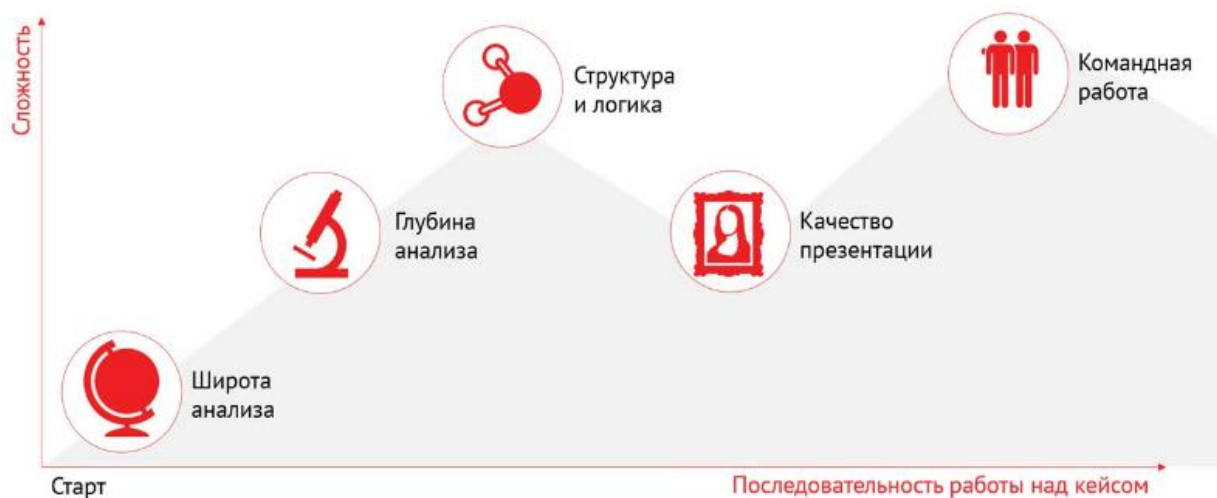 Сложность
Структура
и логика
Командная
работа
Глубина
анализа
Качество
презентации
Широта
анализа
Старт
Последовательность работы над кейсом